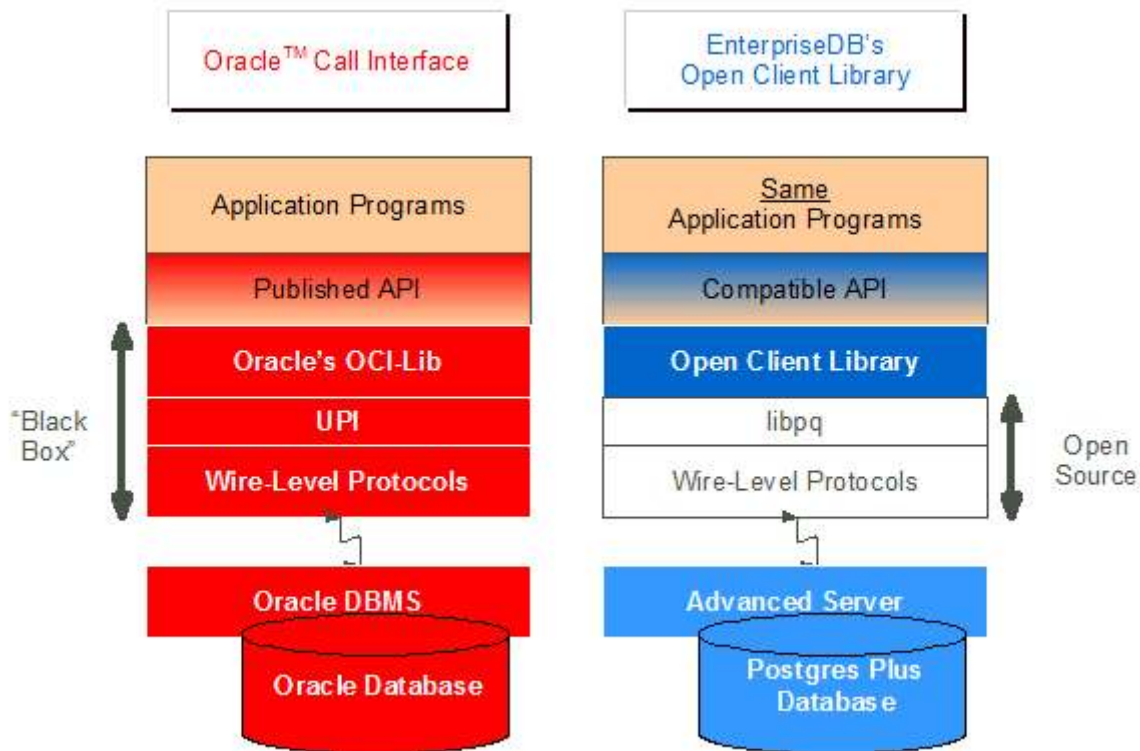 Oracle™ Call Interface
EnterpriseDB's
Open Client Library
Application Programs
Published API
Oracle's OCI-Lib
UPI
Wire-Level Protocols
"Black
Box"
Oracle DBMS
Oracle Database
Same
Application Programs
Compatible API
Open Client Library
libpq
Wire-Level Protocols
Open
Source
Advanced Server
Postgres Plus
Database